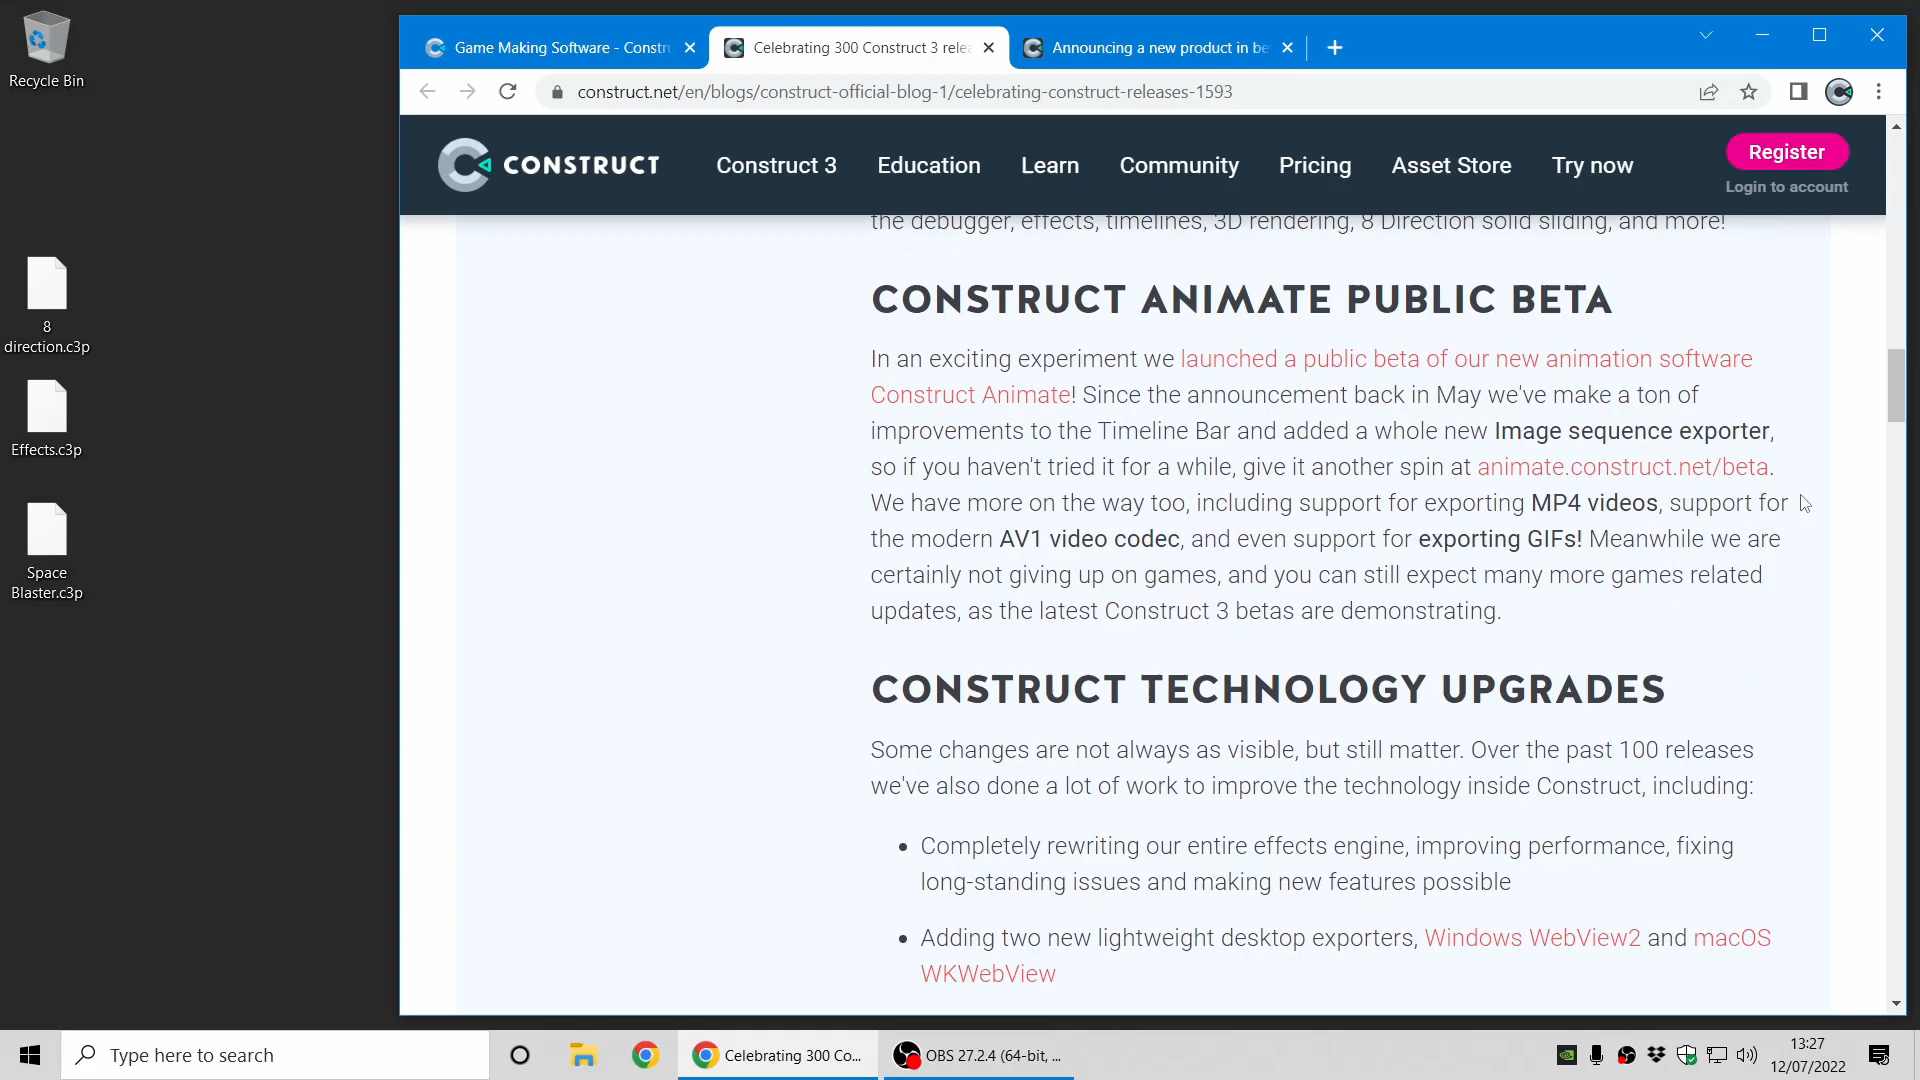 Recycle Bin
8
direction.c3p
Effects.c3p
Space
Blaster.c3p
Game Making Software - Constru
Celebrating 300 Construct 3 relea
Announcing a new product in be
construct.net/en/blogs/construct-official-blog-1/celebrating-construct-releases-1593
CONSTRUCT
Construct 3
Education
Learn
Community
Pricing
Asset Store
Try now
Register
Login to account
the debugger, effects, timelines, 3D rendering, 8 Direction solid sliding, and more!
CONSTRUCT ANIMATE PUBLIC BETA
In an exciting experiment we launched a public beta of our new animation software
Construct Animate! Since the announcement back in May we've make a ton of
improvements to the Timeline Bar and added a whole new Image sequence exporter,
so if you haven't tried it for a while, give it another spin at animate.construct.net/beta.
We have more on the way too, including support for exporting MP4 videos, support for
the modern AV1 video codec, and even support for exporting GIFs! Meanwhile we are
certainly not giving up on games, and you can still expect many more games related
updates, as the latest Construct 3 betas are demonstrating.
CONSTRUCT TECHNOLOGY UPGRADES
Some changes are not always as visible, but still matter. Over the past 100 releases
we've also done a lot of work to improve the technology inside Construct, including:
• Completely rewriting our entire effects engine, improving performance, fixing
long-standing issues and making new features possible
• Adding two new lightweight desktop exporters, Windows WebView2 and macOS
WKWebView
Type here to search
Celebrating 300 Co...
OBS 27.2.4 (64-bit, ...
13:27
12/07/2022